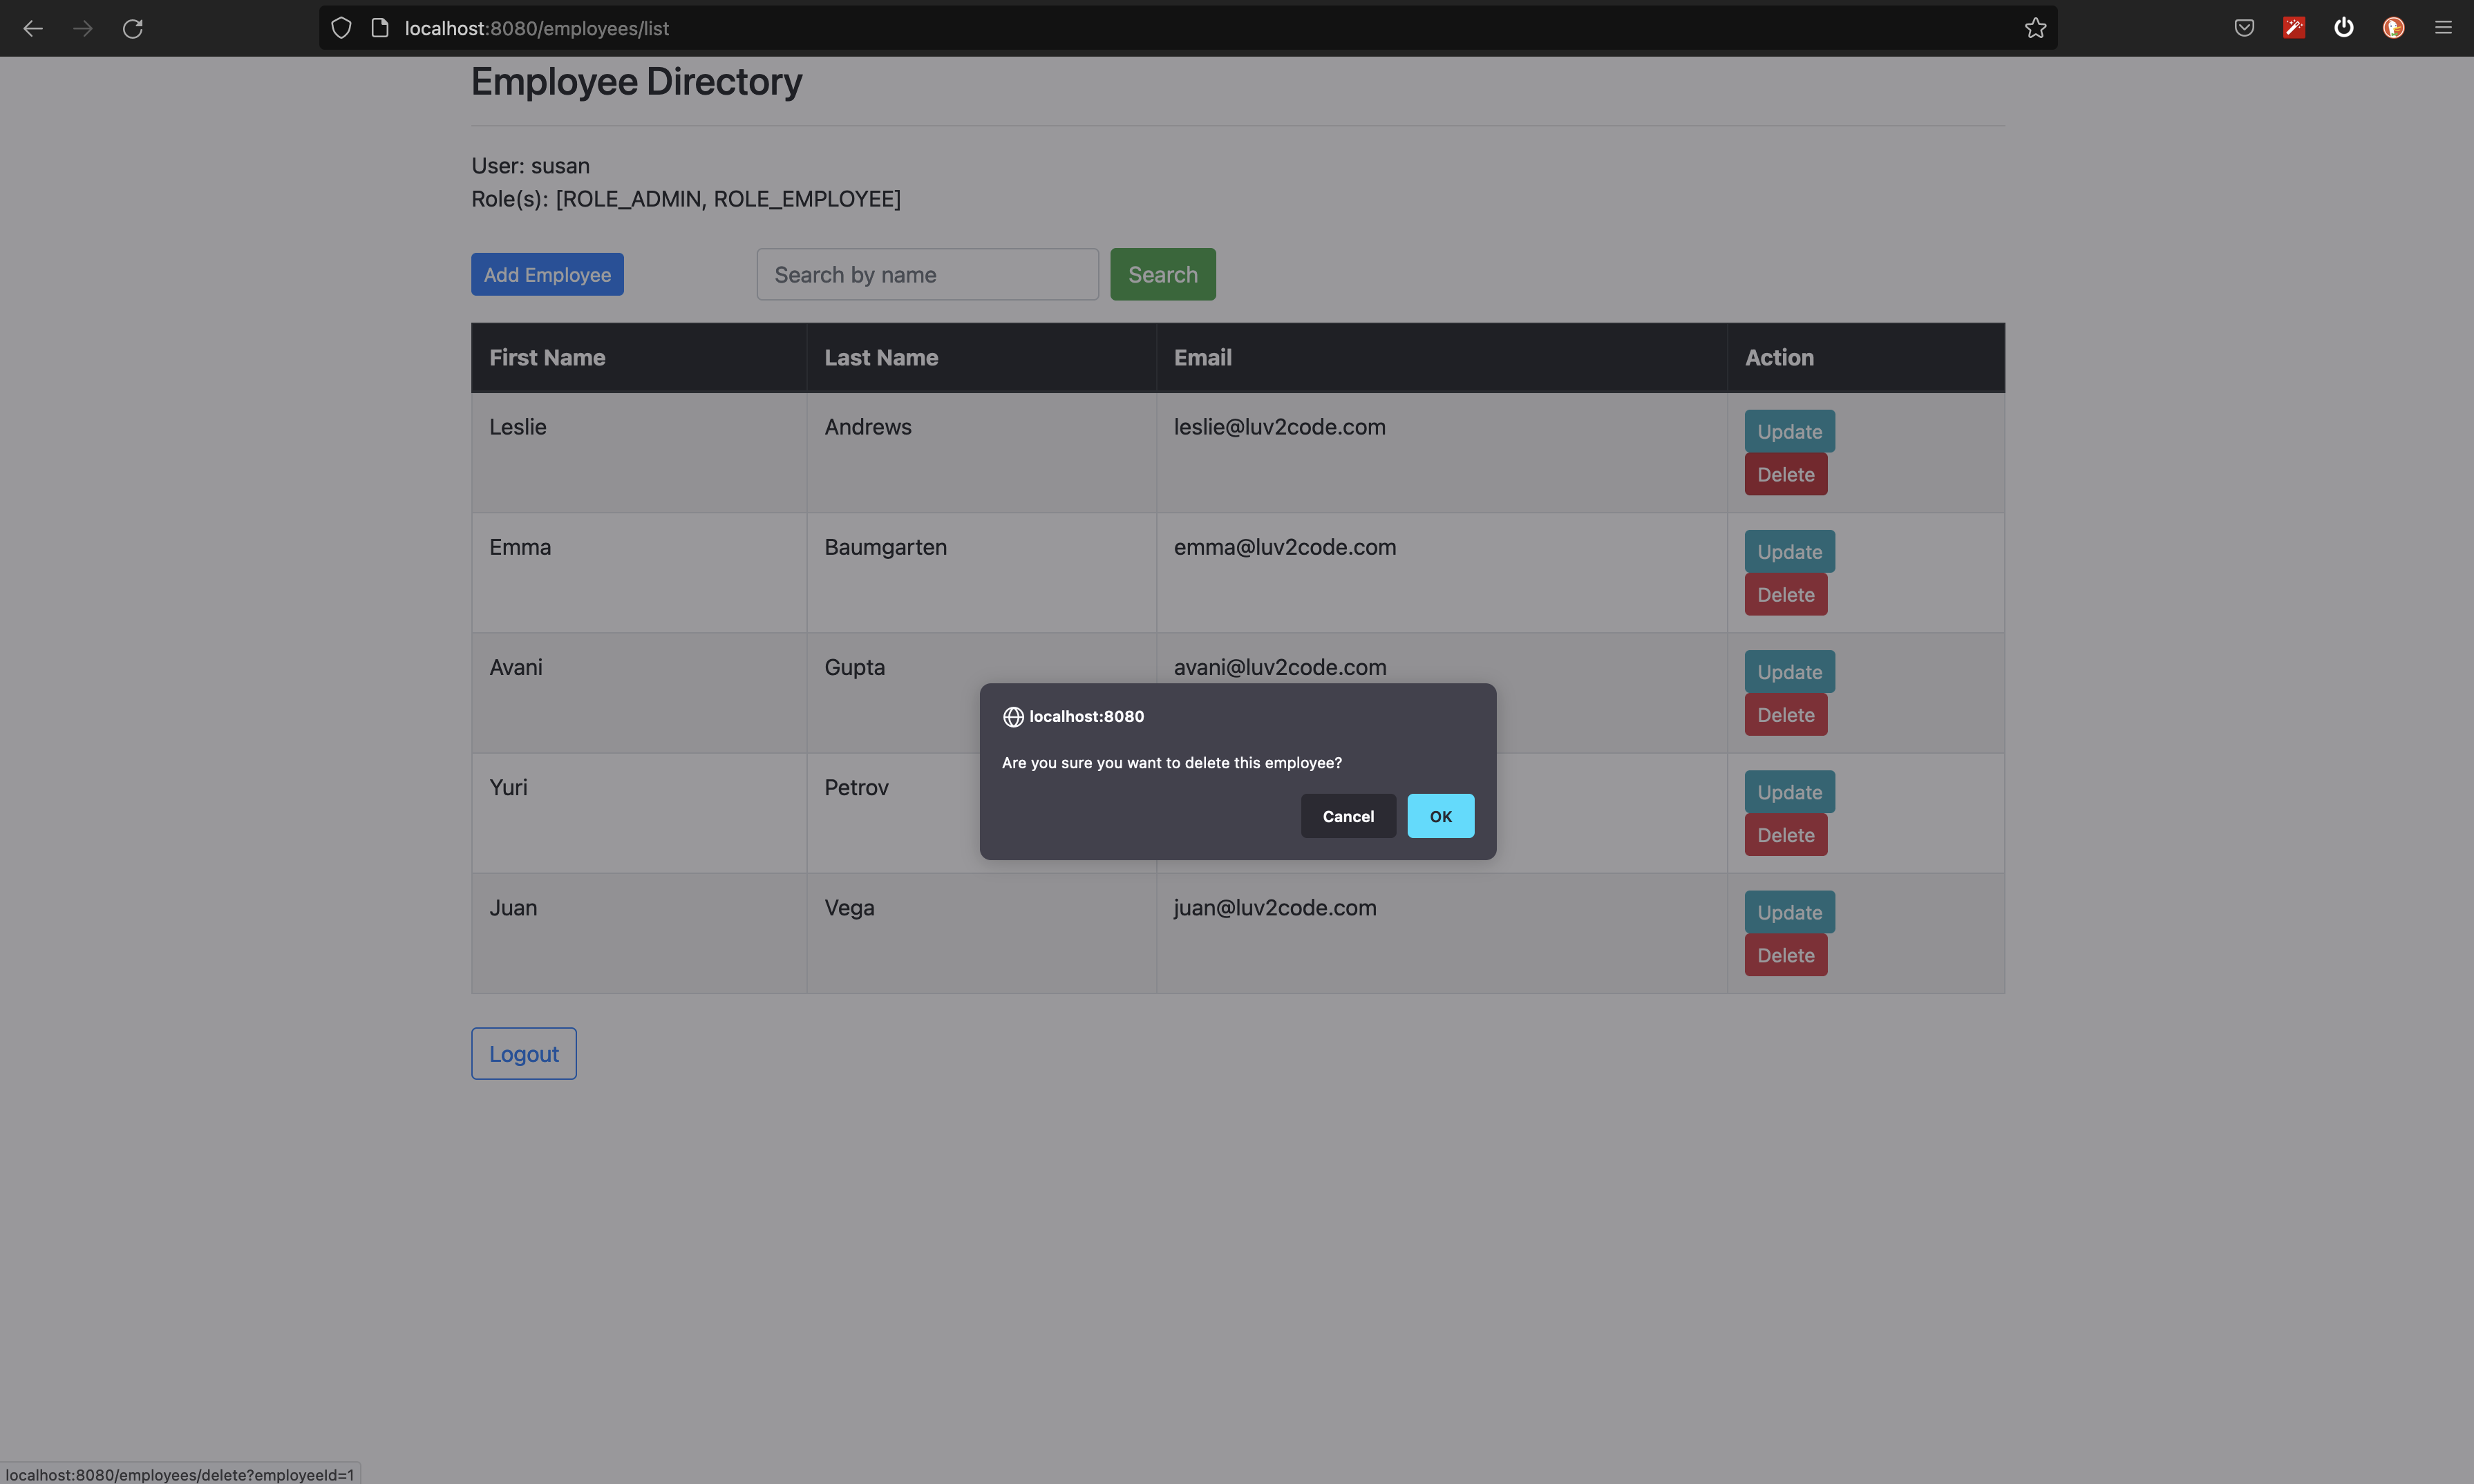 localhost:8080/employees/list
Employee Directory
User: susan
Role(s): [ROLE_ADMIN, ROLE_EMPLOYEE]
Add Employee Search by name Search
First Name Last Name Email Action
Leslie Andrews leslie@luv2code.com Update
Delete
Emma Baumgarten emma@luv2code.com Update
Delete
Avani Gupta avani@luv2code.com Update
Delete
localhost:8080
Are you sure you want to delete this employee?
Cancel OK
Yuri Petrov Update
Delete
Juan Vega juan@luv2code.com Update
Delete
Logout
localhost:8080/employees/delete?employeeId=1